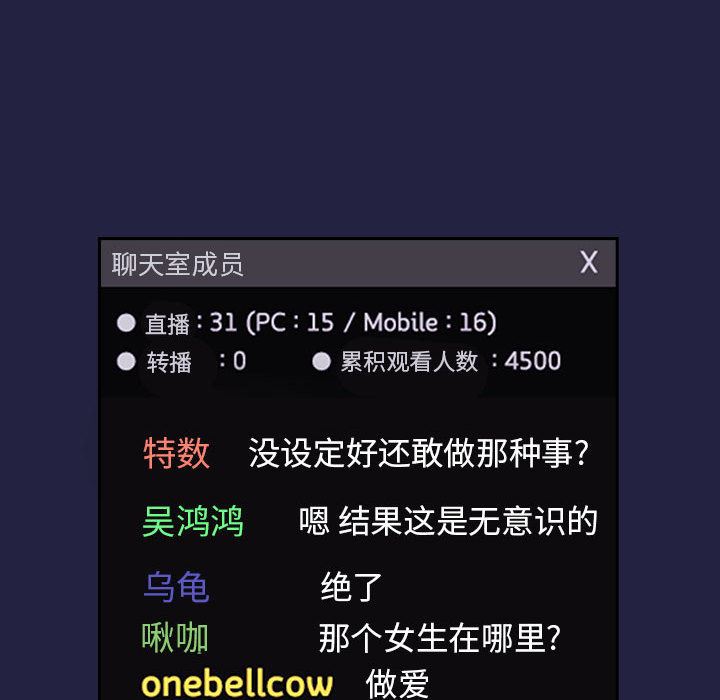 聊天室成员 X
直播 : 31 (PC : 15 / Mobile : 16)
转播 : 0 累积观看人数 : 4500
特数 没设定好还敢做那种事?
吴鸿鸿 嗯 结果这是无意识的
乌龟 绝了
啾咖 那个女生在哪里?
onebellcow 做爱